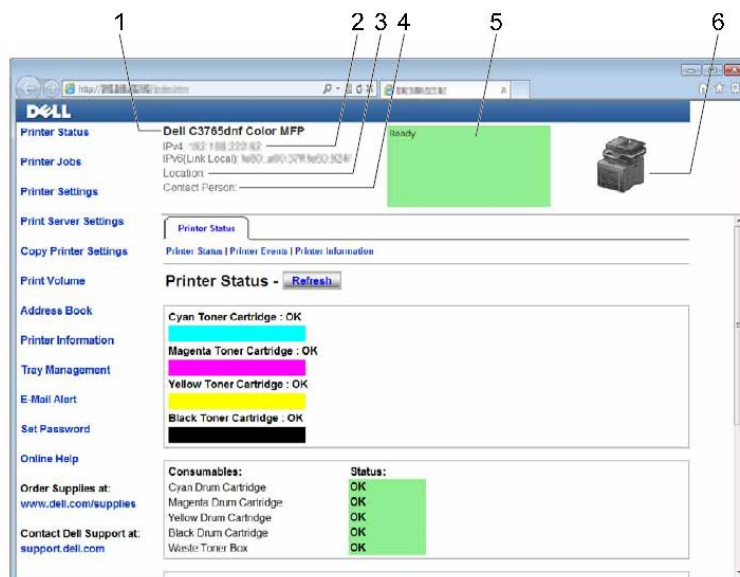 1 2 3 4 5 6
http://
DELL
Printer Status
Printer Jobs
Printer Settings
Print Server Settings
Copy Printer Settings
Print Volume
Address Book
Printer Information
Tray Management
E-Mail Alert
Set Password
Online Help
Order Supplies at:
www.dell.com/supplies
Contact Dell Support at:
support.dell.com
Dell C3765dnf Color MFP
IPv4:
IPv6(Link Local):
Location:
Contact Person:
Ready
Printer Status
Printer Status | Printer Events | Printer Information
Printer Status - Refresh
Cyan Toner Cartridge : OK
Magenta Toner Cartridge : OK
Yellow Toner Cartridge : OK
Black Toner Cartridge : OK
Consumables: Status:
Cyan Drum Cartridge OK
Magenta Drum Cartridge OK
Yellow Drum Cartridge OK
Black Drum Cartridge OK
Waste Toner Box OK